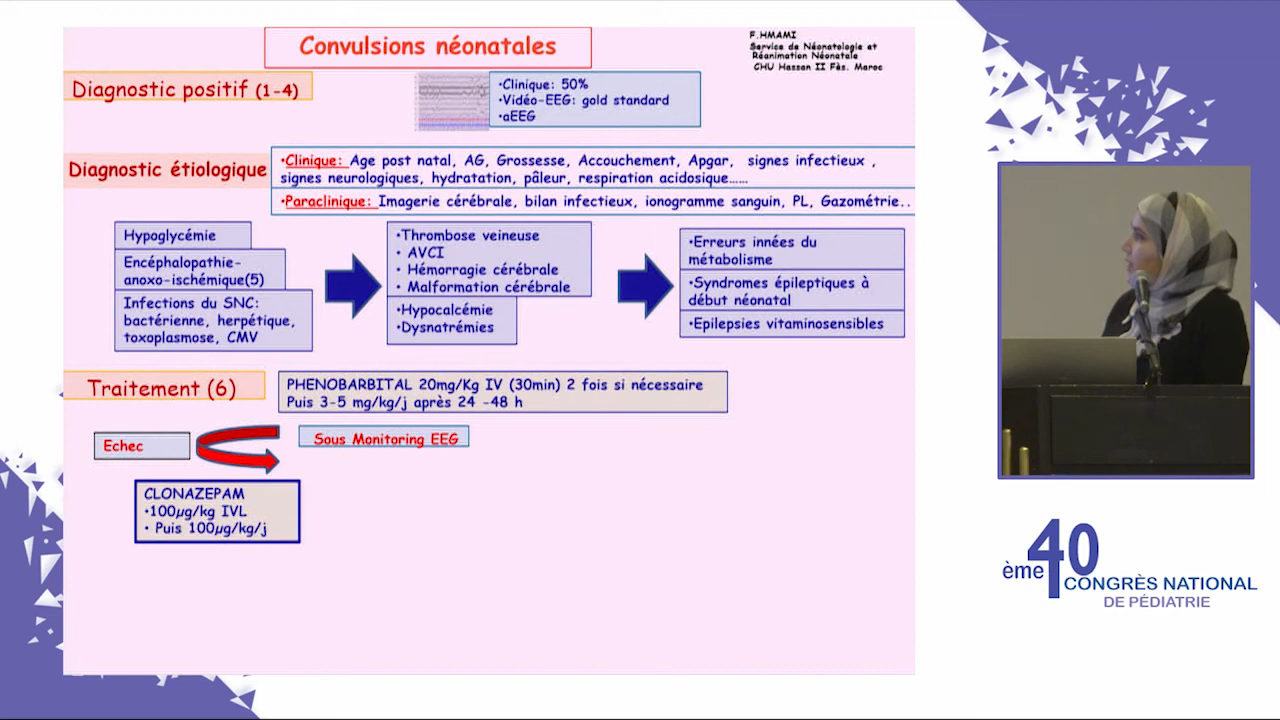 Convulsions néonatales
F.HMAMI
Service de Néonatologie et
Réanimation Néonatale
CHU Hassan II Fès. Maroc
Diagnostic positif (1-4)
•Clinique: 50%
•Vidéo-EEG: gold standard
•aEEG
Diagnostic étiologique
•Clinique: Age post natal, AG, Grossesse, Accouchement, Apgar, signes infectieux ,
signes neurologiques, hydratation, pâleur, respiration acidosique……
•Paraclinique: Imagerie cérébrale, bilan infectieux, ionogramme sanguin, PL, Gazométrie..
Hypoglycémie
Encéphalopathie-
anoxo-ischémique(5)
Infections du SNC:
bactérienne, herpétique,
toxoplasmose, CMV
•Thrombose veineuse
• AVCI
• Hémorragie cérébrale
• Malformation cérébrale
•Hypocalcémie
•Dysnatrémies
•Erreurs innées du
métabolisme
•Syndromes épileptiques à
début néonatal
•Epilepsies vitaminosensibles
Traitement (6)
PHENOBARBITAL 20mg/Kg IV (30min) 2 fois si nécessaire
Puis 3-5 mg/kg/j après 24 -48 h
Echec
Sous Monitoring EEG
CLONAZEPAM
•100µg/kg IVL
• Puis 100µg/kg/j
40
ème
CONGRÈS NATIONAL
DE PÉDIATRIE